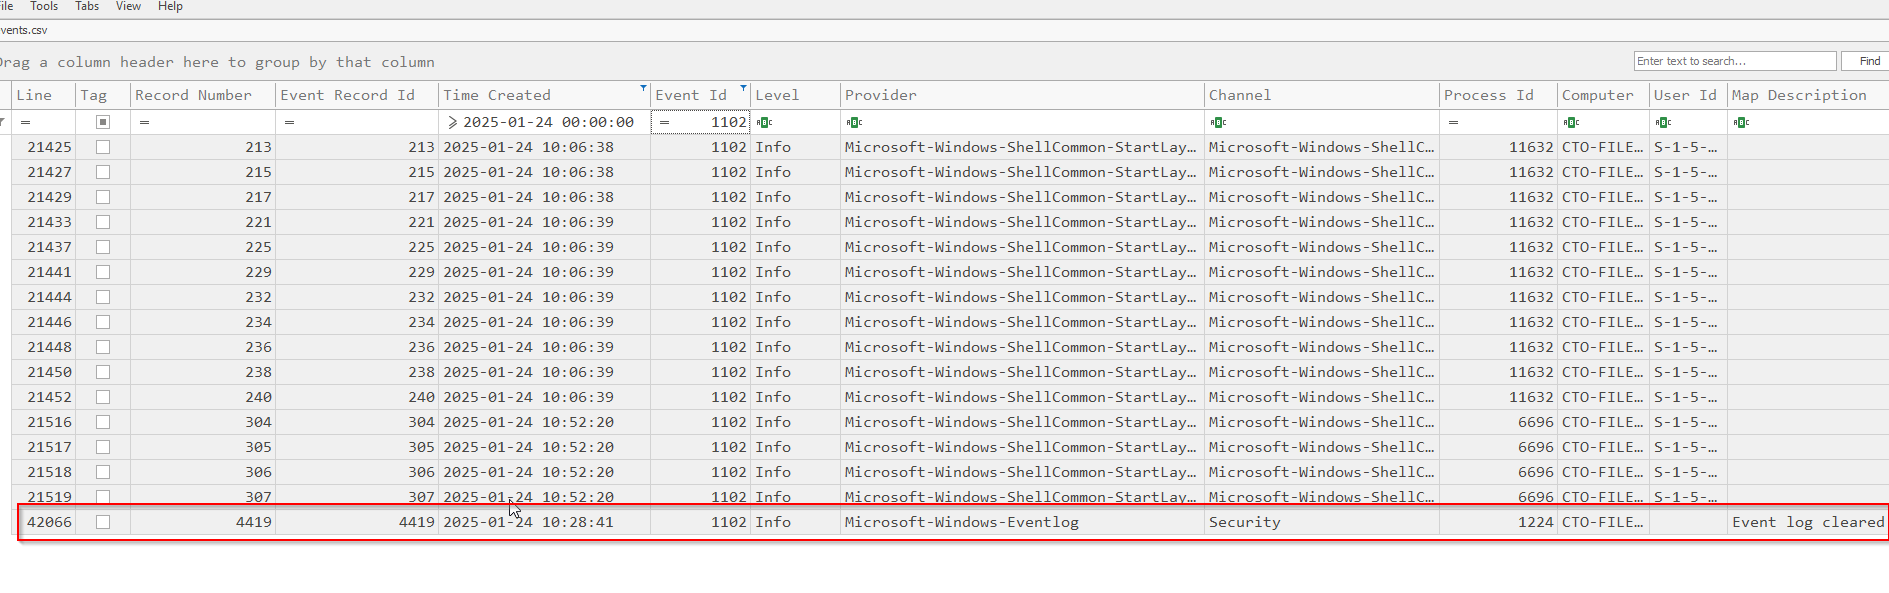 File Tools Tabs View Help
vents.csv
Drag a column header here to group by that column
Enter text to search... Find
Line Tag Record Number Event Record Id Time Created Event Id Level Provider Channel Process Id Computer User Id Map Description
= ■ = = ≥ 2025-01-24 00:00:00 = 1102 ABC ABC ABC = ABC ABC ABC
21425 213 213 2025-01-24 10:06:38 1102 Info Microsoft-Windows-ShellCommon-StartLay… Microsoft-Windows-ShellC… 11632 CTO-FILE… S-1-5-…
21427 215 215 2025-01-24 10:06:38 1102 Info Microsoft-Windows-ShellCommon-StartLay… Microsoft-Windows-ShellC… 11632 CTO-FILE… S-1-5-…
21429 217 217 2025-01-24 10:06:38 1102 Info Microsoft-Windows-ShellCommon-StartLay… Microsoft-Windows-ShellC… 11632 CTO-FILE… S-1-5-…
21433 221 221 2025-01-24 10:06:39 1102 Info Microsoft-Windows-ShellCommon-StartLay… Microsoft-Windows-ShellC… 11632 CTO-FILE… S-1-5-…
21437 225 225 2025-01-24 10:06:39 1102 Info Microsoft-Windows-ShellCommon-StartLay… Microsoft-Windows-ShellC… 11632 CTO-FILE… S-1-5-…
21441 229 229 2025-01-24 10:06:39 1102 Info Microsoft-Windows-ShellCommon-StartLay… Microsoft-Windows-ShellC… 11632 CTO-FILE… S-1-5-…
21444 232 232 2025-01-24 10:06:39 1102 Info Microsoft-Windows-ShellCommon-StartLay… Microsoft-Windows-ShellC… 11632 CTO-FILE… S-1-5-…
21446 234 234 2025-01-24 10:06:39 1102 Info Microsoft-Windows-ShellCommon-StartLay… Microsoft-Windows-ShellC… 11632 CTO-FILE… S-1-5-…
21448 236 236 2025-01-24 10:06:39 1102 Info Microsoft-Windows-ShellCommon-StartLay… Microsoft-Windows-ShellC… 11632 CTO-FILE… S-1-5-…
21450 238 238 2025-01-24 10:06:39 1102 Info Microsoft-Windows-ShellCommon-StartLay… Microsoft-Windows-ShellC… 11632 CTO-FILE… S-1-5-…
21452 240 240 2025-01-24 10:06:39 1102 Info Microsoft-Windows-ShellCommon-StartLay… Microsoft-Windows-ShellC… 11632 CTO-FILE… S-1-5-…
21516 304 304 2025-01-24 10:52:20 1102 Info Microsoft-Windows-ShellCommon-StartLay… Microsoft-Windows-ShellC… 6696 CTO-FILE… S-1-5-…
21517 305 305 2025-01-24 10:52:20 1102 Info Microsoft-Windows-ShellCommon-StartLay… Microsoft-Windows-ShellC… 6696 CTO-FILE… S-1-5-…
21518 306 306 2025-01-24 10:52:20 1102 Info Microsoft-Windows-ShellCommon-StartLay… Microsoft-Windows-ShellC… 6696 CTO-FILE… S-1-5-…
21519 307 307 2025-01-24 10:52:20 1102 Info Microsoft-Windows-ShellCommon-StartLay… Microsoft-Windows-ShellC… 6696 CTO-FILE… S-1-5-…
42066 4419 4419 2025-01-24 10:28:41 1102 Info Microsoft-Windows-Eventlog Security 1224 CTO-FILE… Event log cleared